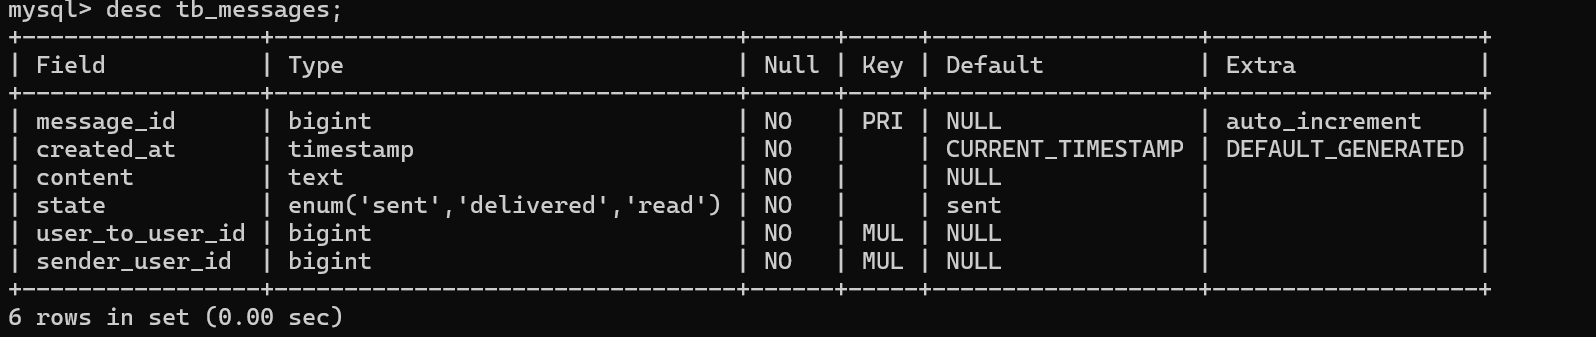 mysql> desc tb_messages;
+-----------------+--------------------------------+------+-----+-------------------+-------------------+
| Field           | Type                           | Null | Key | Default           | Extra             |
+-----------------+--------------------------------+------+-----+-------------------+-------------------+
| message_id      | bigint                         | NO   | PRI | NULL              | auto_increment    |
| created_at      | timestamp                      | NO   |     | CURRENT_TIMESTAMP | DEFAULT_GENERATED |
| content         | text                           | NO   |     | NULL              |                   |
| state           | enum('sent','delivered','read') | NO   |     | sent              |                   |
| user_to_user_id | bigint                         | NO   | MUL | NULL              |                   |
| sender_user_id  | bigint                         | NO   | MUL | NULL              |                   |
+-----------------+--------------------------------+------+-----+-------------------+-------------------+
6 rows in set (0.00 sec)